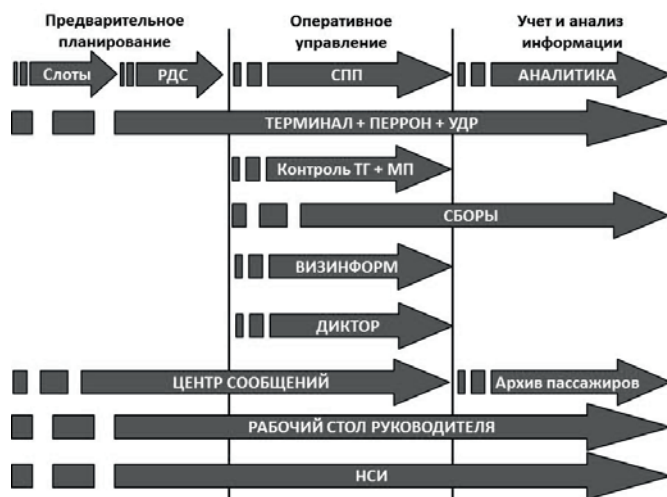 Предварительное
планирование
Оперативное
управление
Учет и анализ
информации
Слоты
РДС
СПП
АНАЛИТИКА
ТЕРМИНАЛ + ПЕРРОН + УДР
Контроль ТГ + МП
СБОРЫ
ВИЗИНФОРМ
ДИКТОР
ЦЕНТР СООБЩЕНИЙ
Архив пассажиров
РАБОЧИЙ СТОЛ РУКОВОДИТЕЛЯ
НСИ